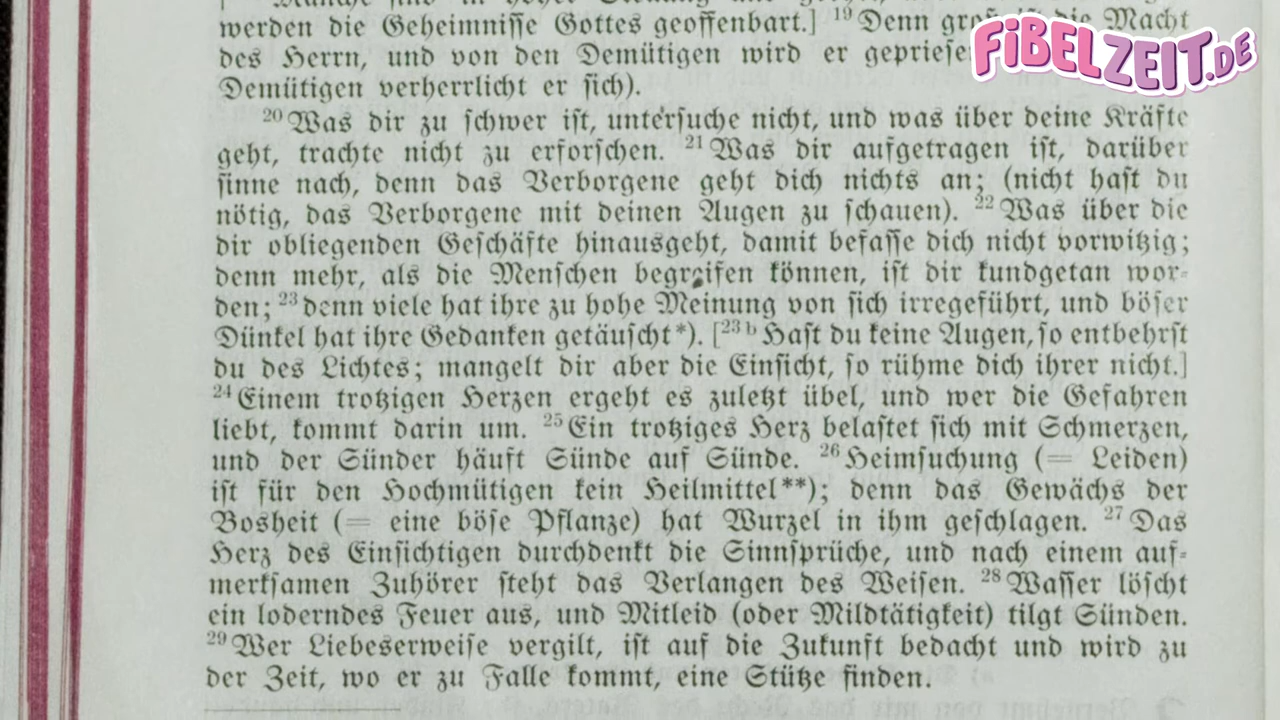 werden die Geheimnisse Gottes geoffenbart.] 19 Denn groß ist die Macht
des Herrn, und von den Demütigen wird er
Demütigen verherrlicht er sich).
20 Was dir zu schwer ist, untersuche nicht, und was über deine Kräfte
geht, trachte nicht zu erforschen. 21 Was dir aufgetragen ist, darüber
sinne nach, denn das Verborgene geht dich nichts an; (nicht hast du
nötig, das Verborgene mit deinen Augen zu schauen). 22 Was über die
dir obliegenden Geschäfte hinausgeht, damit befasse dich nicht vorwitzig;
denn mehr, als die Menschen begreifen können, ist dir kundgetan wor-
den; 23 denn viele hat ihre zu hohe Meinung von sich irregeführt, und böser
Dünkel hat ihre Gedanken getäuscht*). [23b Hast du keine Augen, so entbehrst
du des Lichtes; mangelt dir aber die Einsicht, so rühme dich ihrer nicht.]
24 Einem trotzigen Herzen ergeht es zuletzt übel, und wer die Gefahren
liebt, kommt darin um. 25 Ein trotziges Herz belastet sich mit Schmerzen,
und der Sünder häuft Sünde auf Sünde. 26 Heimsuchung (= Leiden)
ist für den Hochmütigen kein Heilmittel**); denn das Gewächs der
Bosheit (= eine böse Pflanze) hat Wurzel in ihm geschlagen. 27 Das
Herz des Einsichtigen durchdenkt die Sinnsprüche, und nach einem auf-
merksamen Zuhörer steht das Verlangen des Weisen. 28 Wasser löscht
ein loderndes Feuer aus, und Mitleid (oder Mildtätigkeit) tilgt Sünden.
29 Wer Liebeserweise vergilt, ist auf die Zukunft bedacht und wird zu
der Zeit, wo er zu Falle kommt, eine Stütze finden.
FiBELZEIT.DE